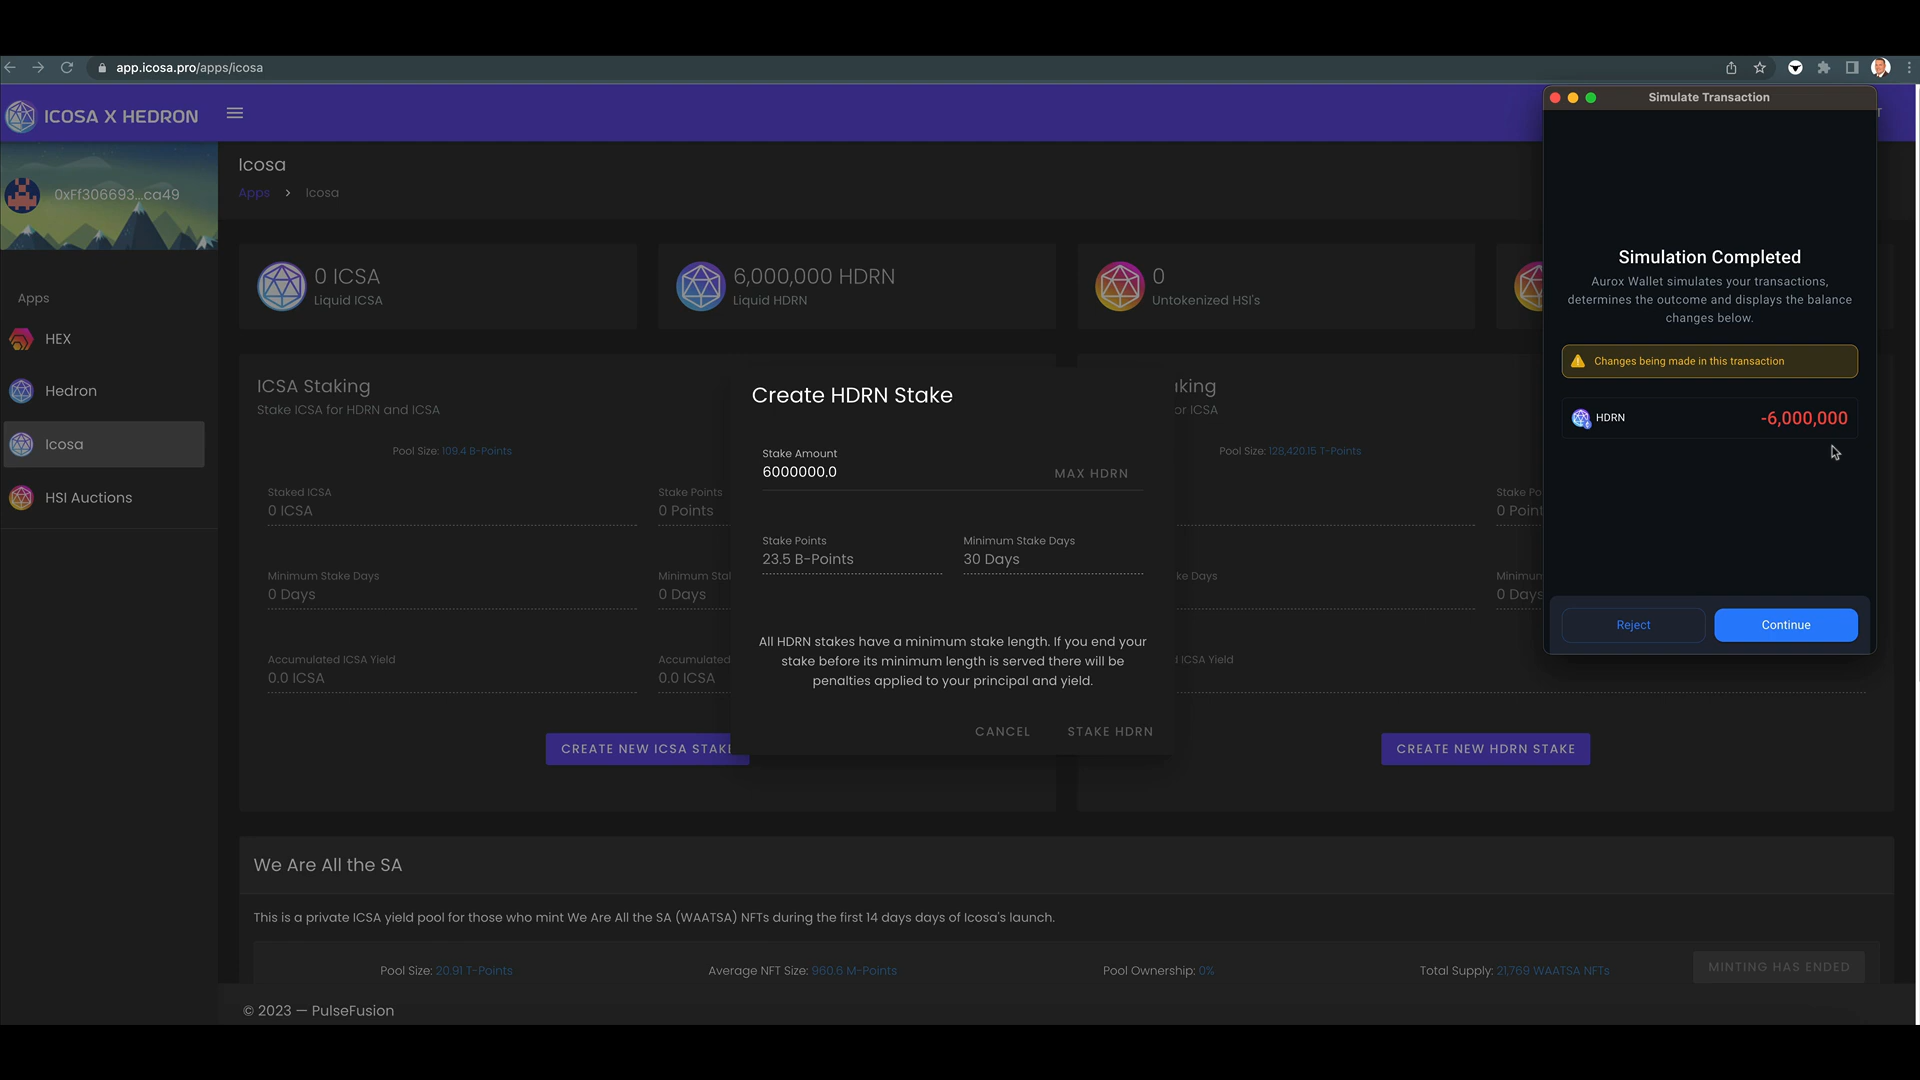 app.icosa.pro/apps/icosa
Simulate Transaction
ICOSA X HEDRON
0xFf306693...ca49
Icosa
Apps > Icosa
Apps
HEX
Hedron
Icosa
HSI Auctions
0 ICSA
Liquid ICSA
6,000,000 HDRN
Liquid HDRN
0
Untokenized HSI's
ICSA Staking
Stake ICSA for HDRN and ICSA
Pool Size: 109.4 B-Points
Staked ICSA
0 ICSA
Stake Points
0 Points
Minimum Stake Days
0 Days
0 Days
Accumulated ICSA Yield
0.0 ICSA
Accumulated
0.0 ICSA
CREATE NEW ICSA STAKE
Create HDRN Stake
Stake Amount
6000000.0
MAX HDRN
Stake Points
23.5 B-Points
Minimum Stake Days
30 Days
All HDRN stakes have a minimum stake length. If you end your
stake before its minimum length is served there will be
penalties applied to your principal and yield.
CANCEL
STAKE HDRN
Pool Size: 128,420.15 T-Points
0 Days
ICSA Yield
CREATE NEW HDRN STAKE
Simulation Completed
Aurox Wallet simulates your transactions,
determines the outcome and displays the balance
changes below.
Changes being made in this transaction
HDRN
-6,000,000
Reject
Continue
We Are All the SA
This is a private ICSA yield pool for those who mint We Are All the SA (WAATSA) NFTs during the first 14 days days of Icosa's launch.
Pool Size: 20.91 T-Points
Average NFT Size: 960.6 M-Points
Pool Ownership: 0%
Total Supply: 21,769 WAATSA NFTs
MINTING HAS ENDED
© 2023 — PulseFusion